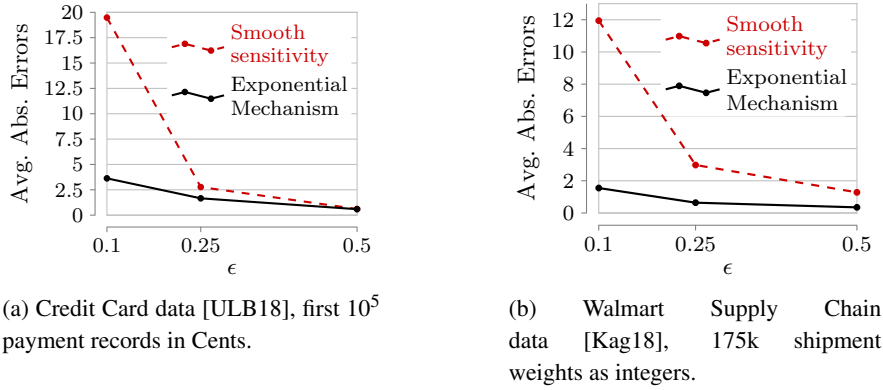 Avg. Abs. Errors
20
17.5
15
12.5
10
7.5
5
2.5
0
Smooth
sensitivity
Exponential
Mechanism
0.1
0.25
0.5
ϵ
(a) Credit Card data [ULB18], first 10⁵
payment records in Cents.
Avg. Abs. Errors
12
10
8
6
4
2
0
Smooth
sensitivity
Exponential
Mechanism
0.1
0.25
0.5
ϵ
(b) Walmart Supply Chain
data [Kag18], 175k shipment
weights as integers.